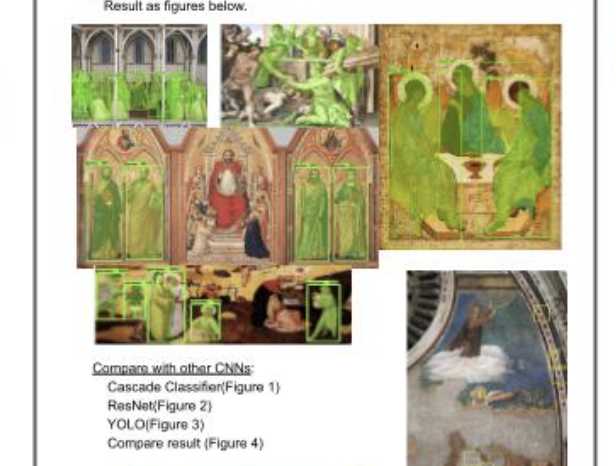 Result as figures below.
Compare with other CNNs:
Cascade Classifier(Figure 1)
ResNet(Figure 2)
YOLO(Figure 3)
Compare result (Figure 4)